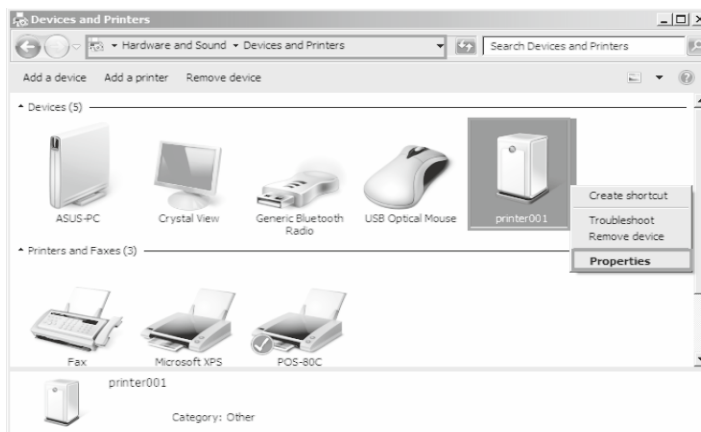 Devices and Printers
Hardware and Sound Devices and Printers Search Devices and Printers
Add a device Add a printer Remove device
Devices (5)
ASUS-PC
Crystal View
Generic Bluetooth
Radio
USB Optical Mouse
printer001
Create shortcut
Troubleshoot
Remove device
Properties
Printers and Faxes (3)
Fax
Microsoft XPS
POS-80C
printer001
Category: Other